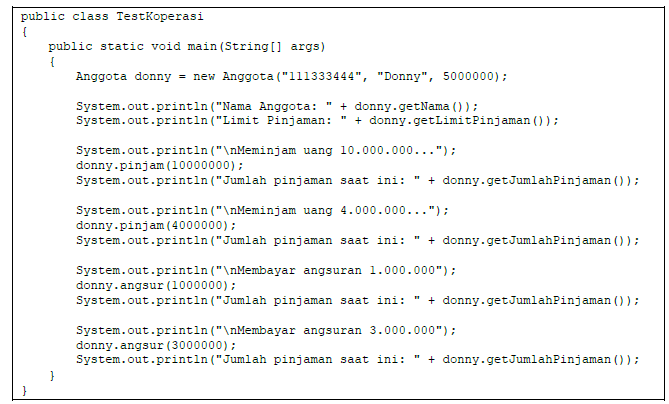 public class TestKoperasi
{
    public static void main(String[] args)
    {
        Anggota donny = new Anggota("111333444", "Donny", 5000000);

        System.out.println("Nama Anggota: " + donny.getNama());
        System.out.println("Limit Pinjaman: " + donny.getLimitPinjaman());

        System.out.println("\nMeminjam uang 10.000.000...");
        donny.pinjam(10000000);
        System.out.println("Jumlah pinjaman saat ini: " + donny.getJumlahPinjaman());

        System.out.println("\nMeminjam uang 4.000.000...");
        donny.pinjam(4000000);
        System.out.println("Jumlah pinjaman saat ini: " + donny.getJumlahPinjaman());

        System.out.println("\nMembayar angsuran 1.000.000");
        donny.angsur(1000000);
        System.out.println("Jumlah pinjaman saat ini: " + donny.getJumlahPinjaman());

        System.out.println("\nMembayar angsuran 3.000.000");
        donny.angsur(3000000);
        System.out.println("Jumlah pinjaman saat ini: " + donny.getJumlahPinjaman());
    }
}